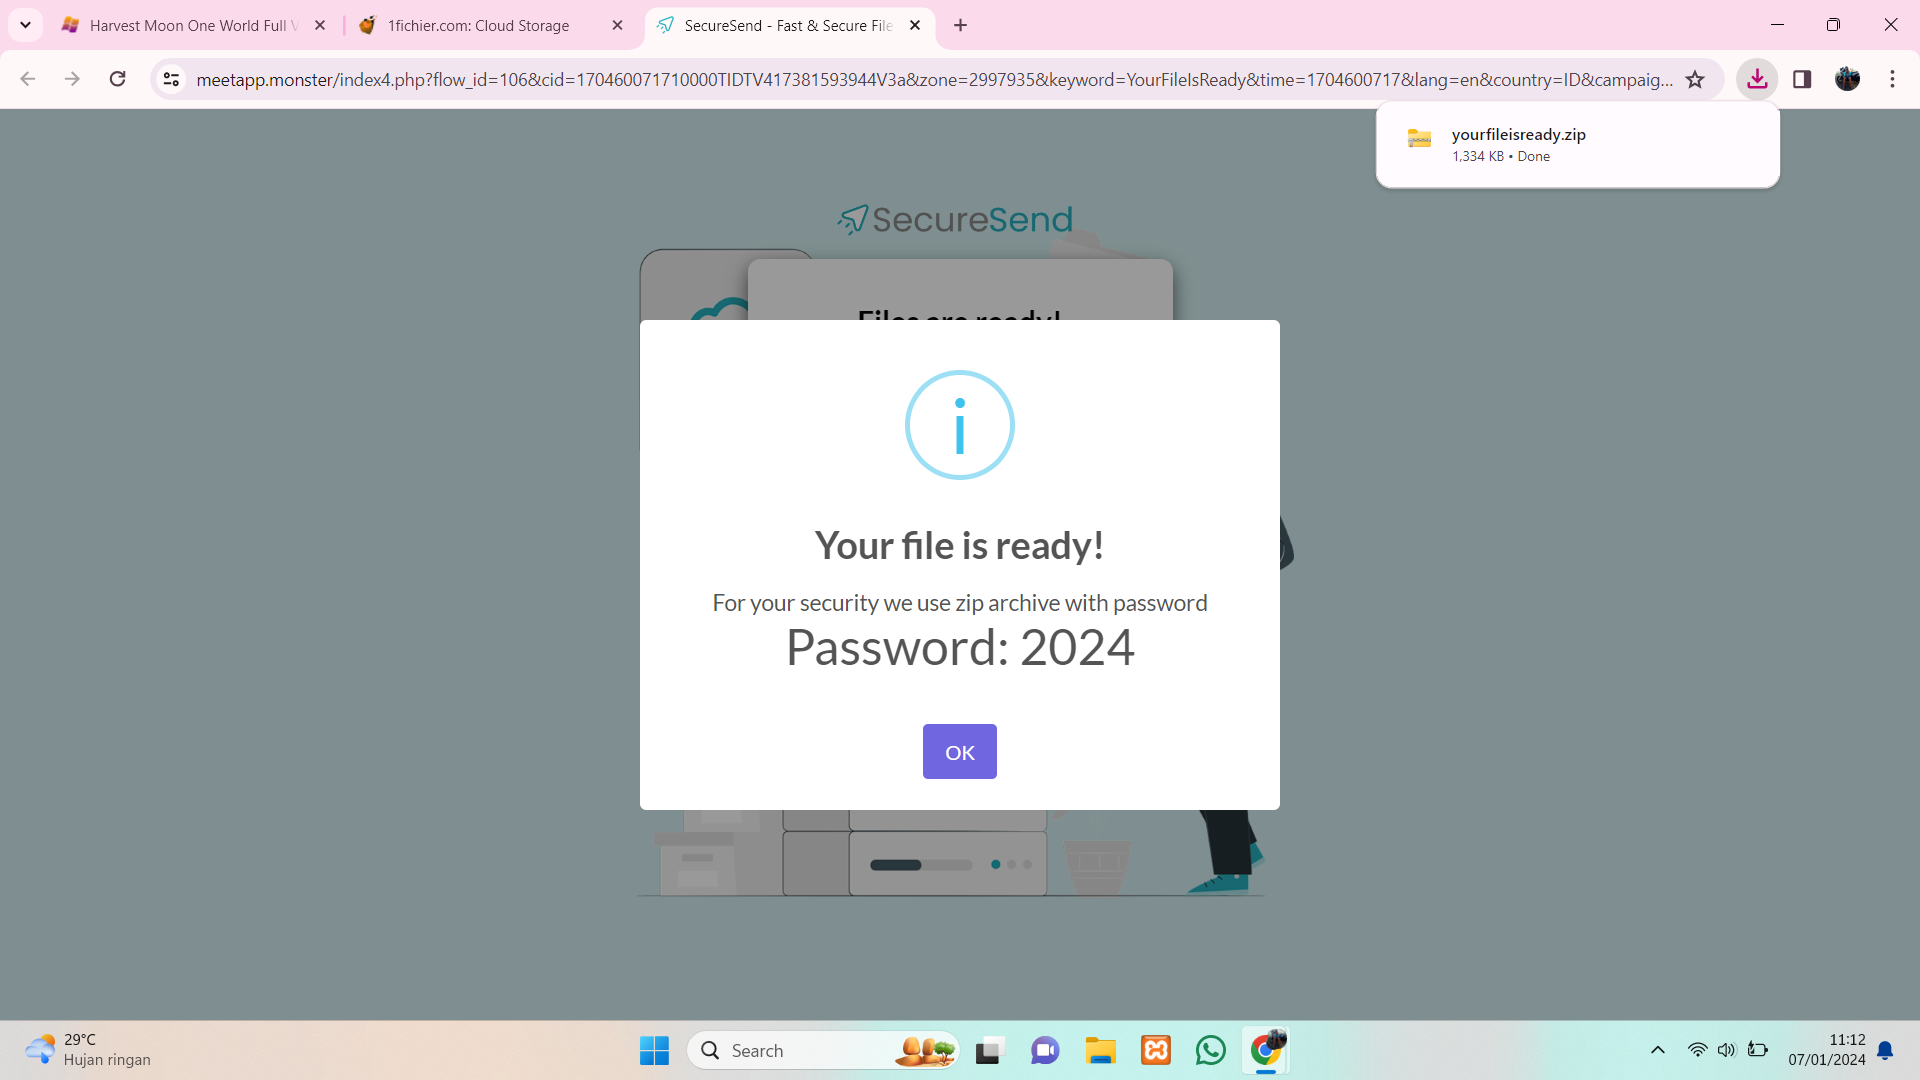 Harvest Moon One World Full V
1fichier.com: Cloud Storage
SecureSend - Fast & Secure File
meetapp.monster/index4.php?flow_id=106&cid=170460071710000TIDTV417381593944V3a&zone=2997935&keyword=YourFileIsReady&time=1704600717&lang=en&country=ID&campaig...
yourfileisready.zip
1,334 KB • Done
SecureSend
Files are ready!
i
Your file is ready!
For your security we use zip archive with password
Password: 2024
OK
29°C
Hujan ringan
Search
11:12
07/01/2024